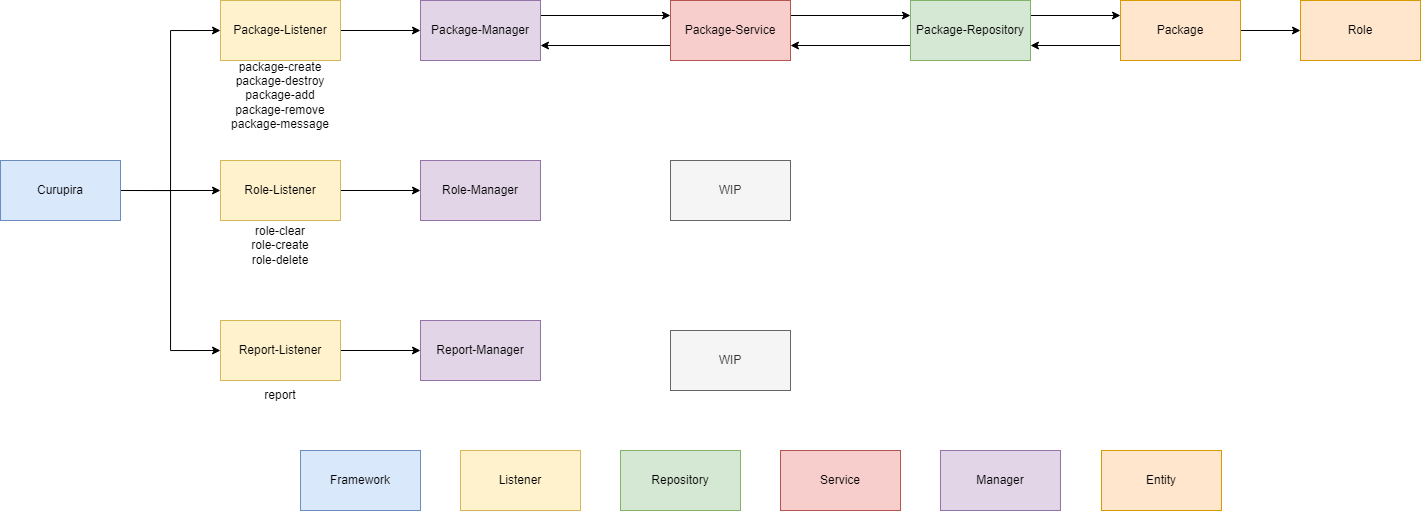 Package-Listener
Package-Manager
Package-Service
Package-Repository
Package
Role
package-create
package-destroy
package-add
package-remove
package-message
Curupira
Role-Listener
Role-Manager
WIP
role-clear
role-create
role-delete
Report-Listener
Report-Manager
WIP
report
Framework
Listener
Repository
Service
Manager
Entity